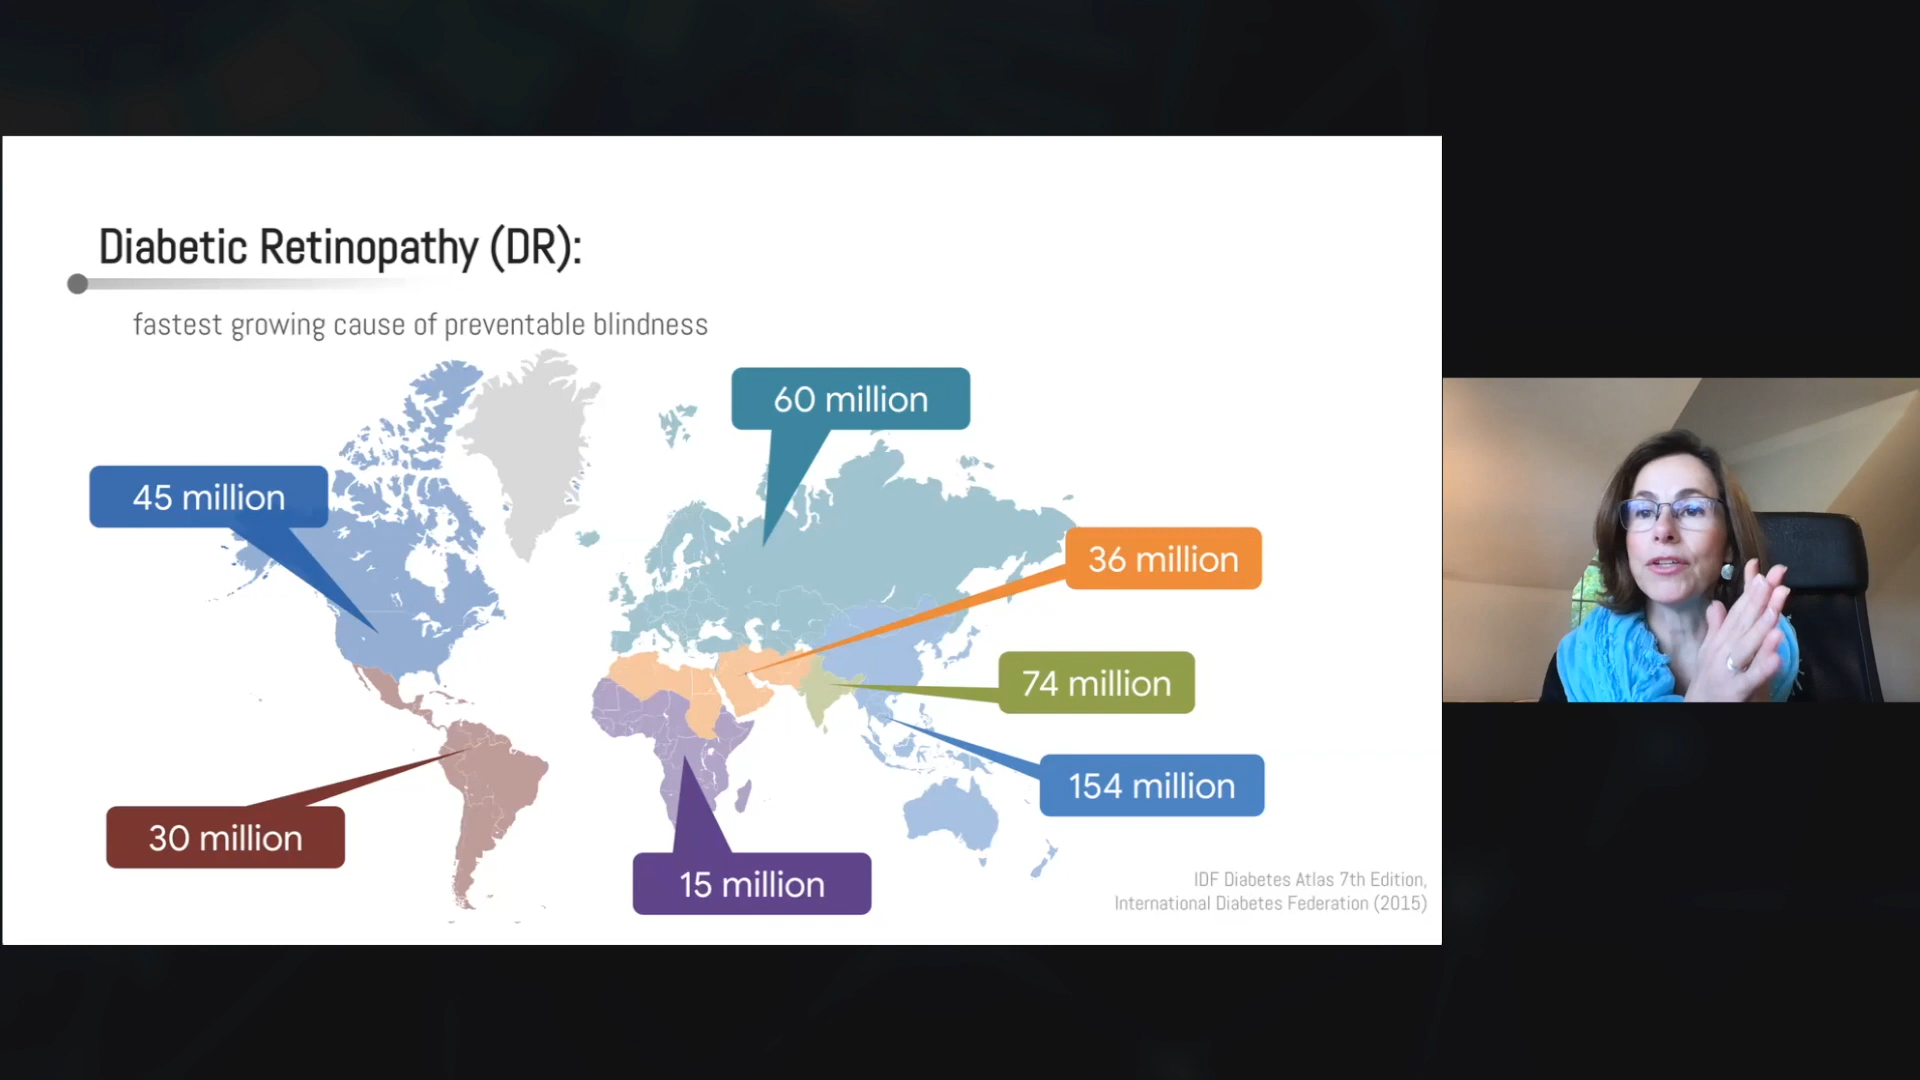 Diabetic Retinopathy (DR):
fastest growing cause of preventable blindness
60 million
45 million
36 million
74 million
154 million
30 million
15 million
IDF Diabetes Atlas 7th Edition,
International Diabetes Federation (2015)